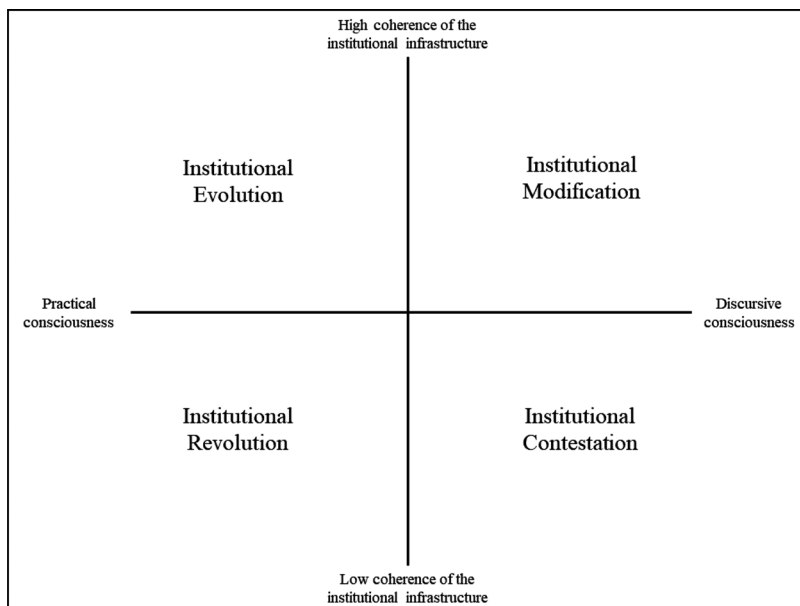 High coherence of the
institutional infrastructure
Institutional
Evolution
Institutional
Modification
Practical
consciousness
Discursive
consciousness
Institutional
Revolution
Institutional
Contestation
Low coherence of the
institutional infrastructure